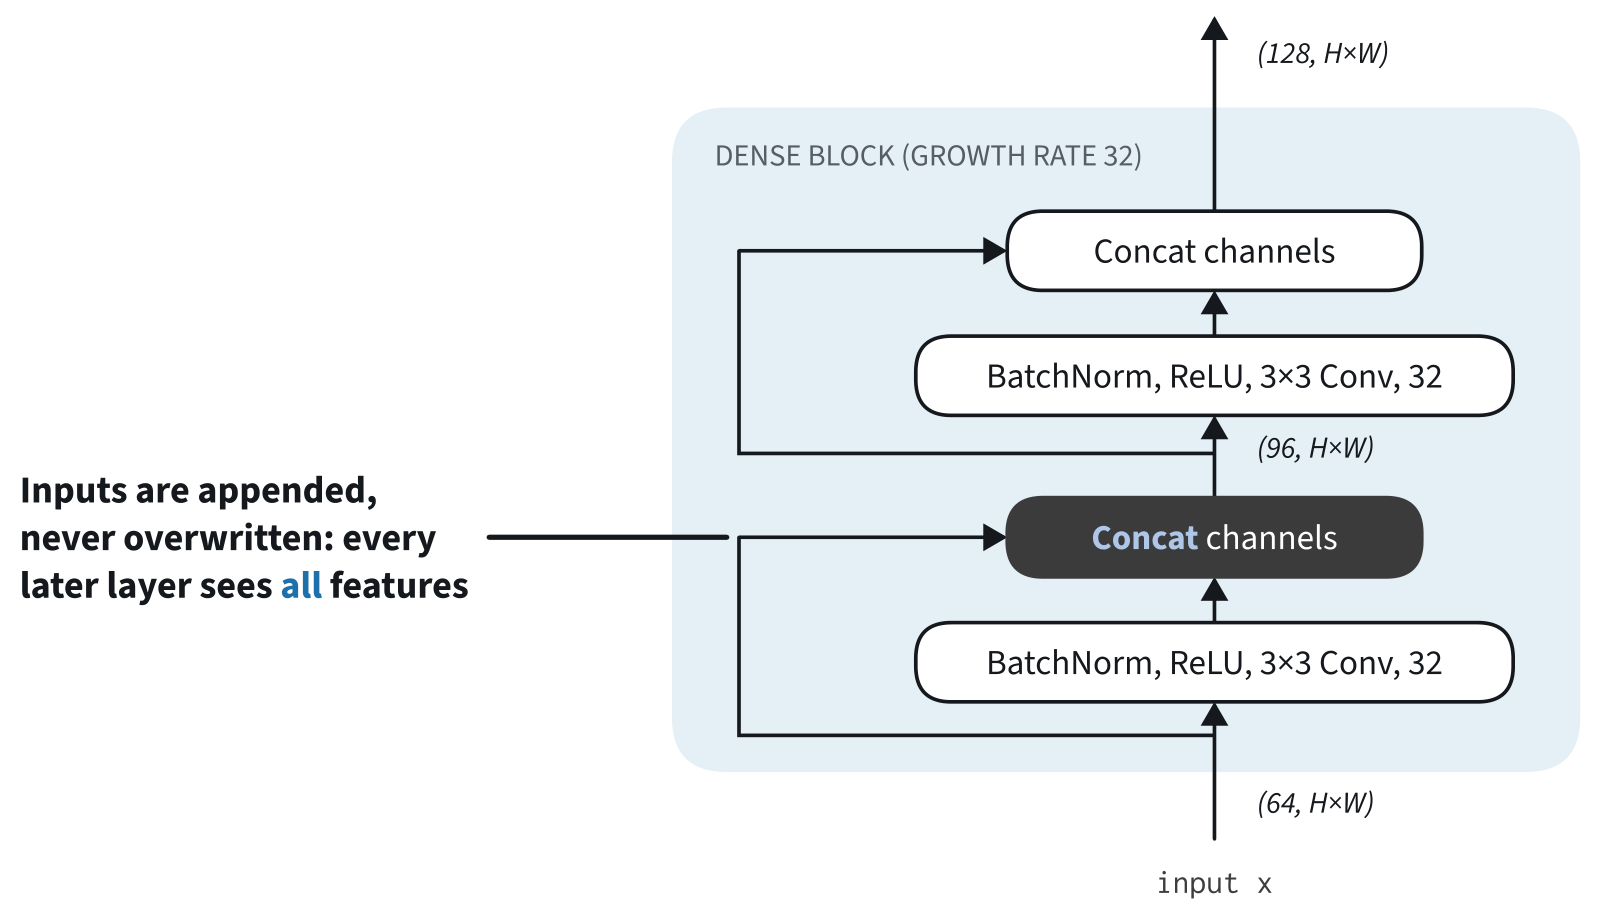 (128, H×W)
DENSE BLOCK (GROWTH RATE 32)
Concat channels
BatchNorm, ReLU, 3×3 Conv, 32
(96, H×W)
Inputs are appended,
never overwritten: every
later layer sees all features
Concat channels
BatchNorm, ReLU, 3×3 Conv, 32
(64, H×W)
input x